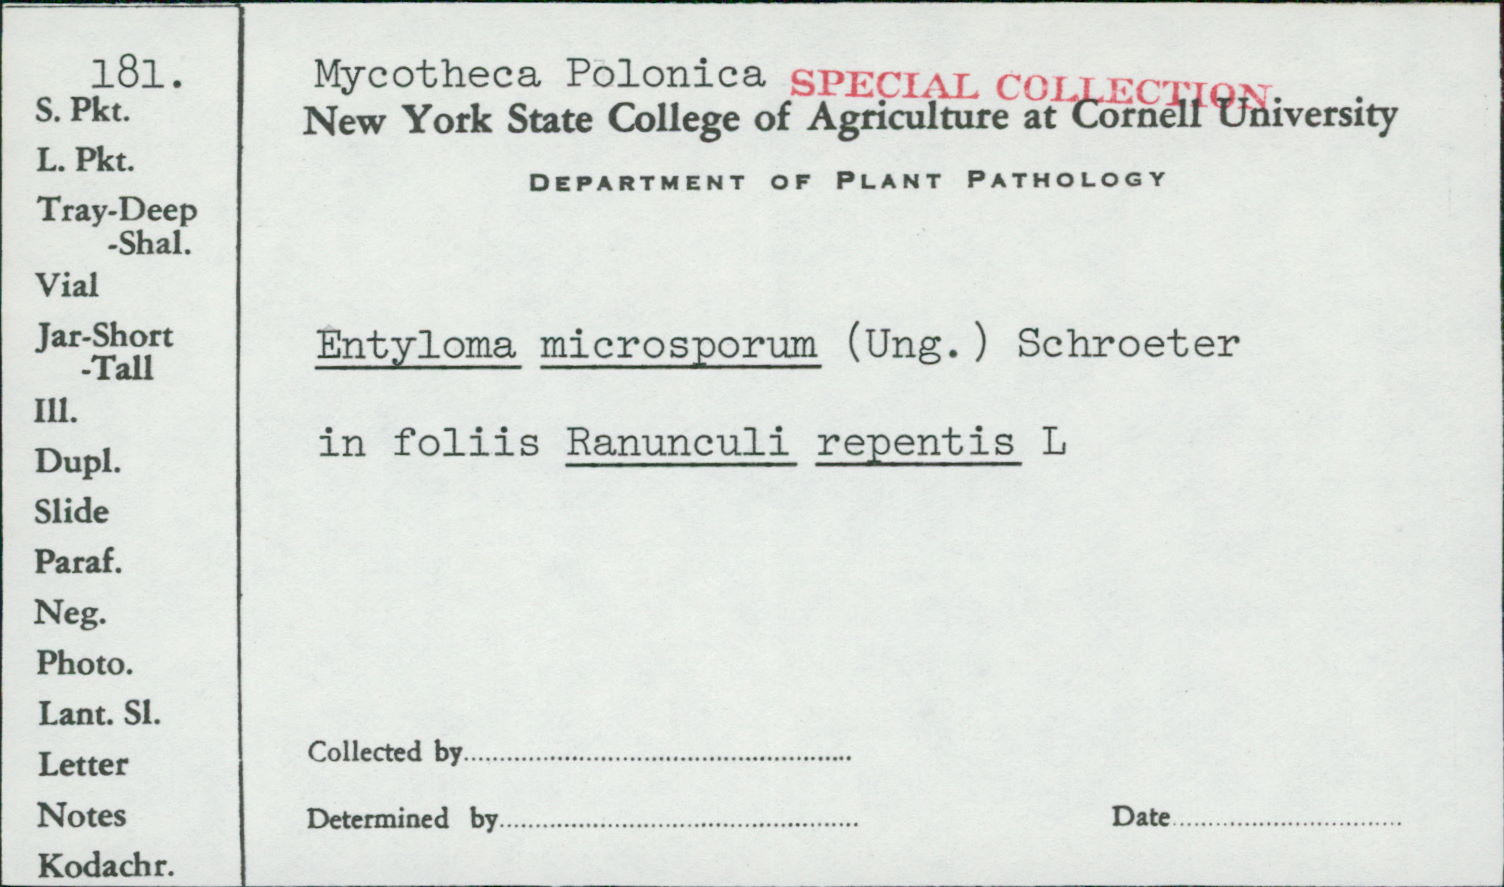 181.
S. Pkt.
L. Pkt.
Tray-Deep
-Shal.
Vial
Jar-Short
-Tall
Ill.
Dupl.
Slide
Paraf.
Neg.
Photo.
Lant. Sl.
Letter
Notes
Kodachr.
Mycotheca Polonica SPECIAL COLLECTION
New York State College of Agriculture at Cornell University
DEPARTMENT OF PLANT PATHOLOGY
Entyloma microsporum (Ung.) Schroeter
in foliis Ranunculi repentis L
Collected by
Determined by Date